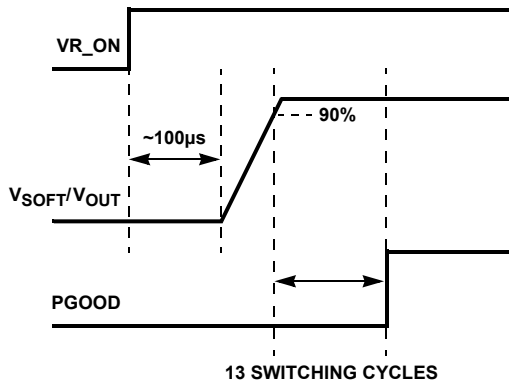 VR_ON
90%
~100µs
VSOFT/VOUT
PGOOD
13 SWITCHING CYCLES